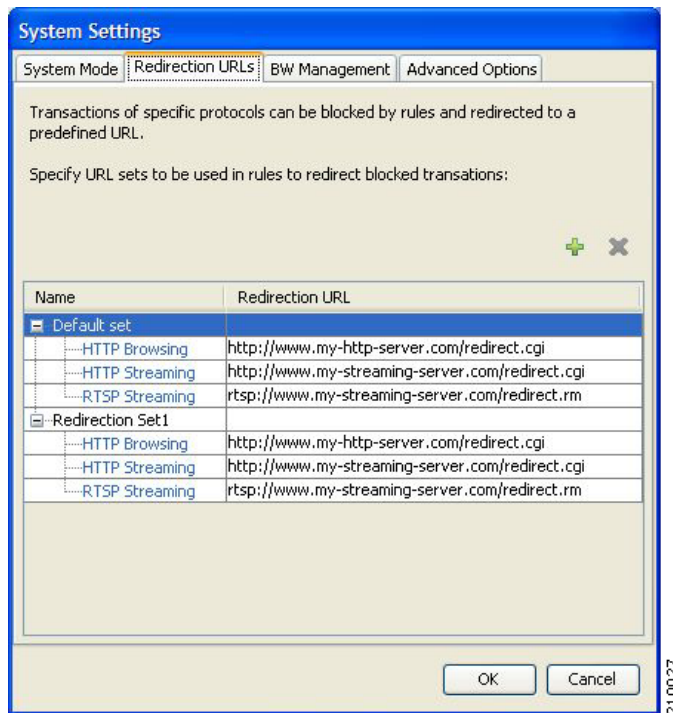 System Settings
System Mode Redirection URLs BW Management Advanced Options
Transactions of specific protocols can be blocked by rules and redirected to a
predefined URL.
Specify URL sets to be used in rules to redirect blocked transations:
Name Redirection URL
Default set
HTTP Browsing http://www.my-http-server.com/redirect.cgi
HTTP Streaming http://www.my-streaming-server.com/redirect.cgi
RTSP Streaming rtsp://www.my-streaming-server.com/redirect.rm
Redirection Set1
HTTP Browsing http://www.my-http-server.com/redirect.cgi
HTTP Streaming http://www.my-streaming-server.com/redirect.cgi
RTSP Streaming rtsp://www.my-streaming-server.com/redirect.rm
OK Cancel
210027